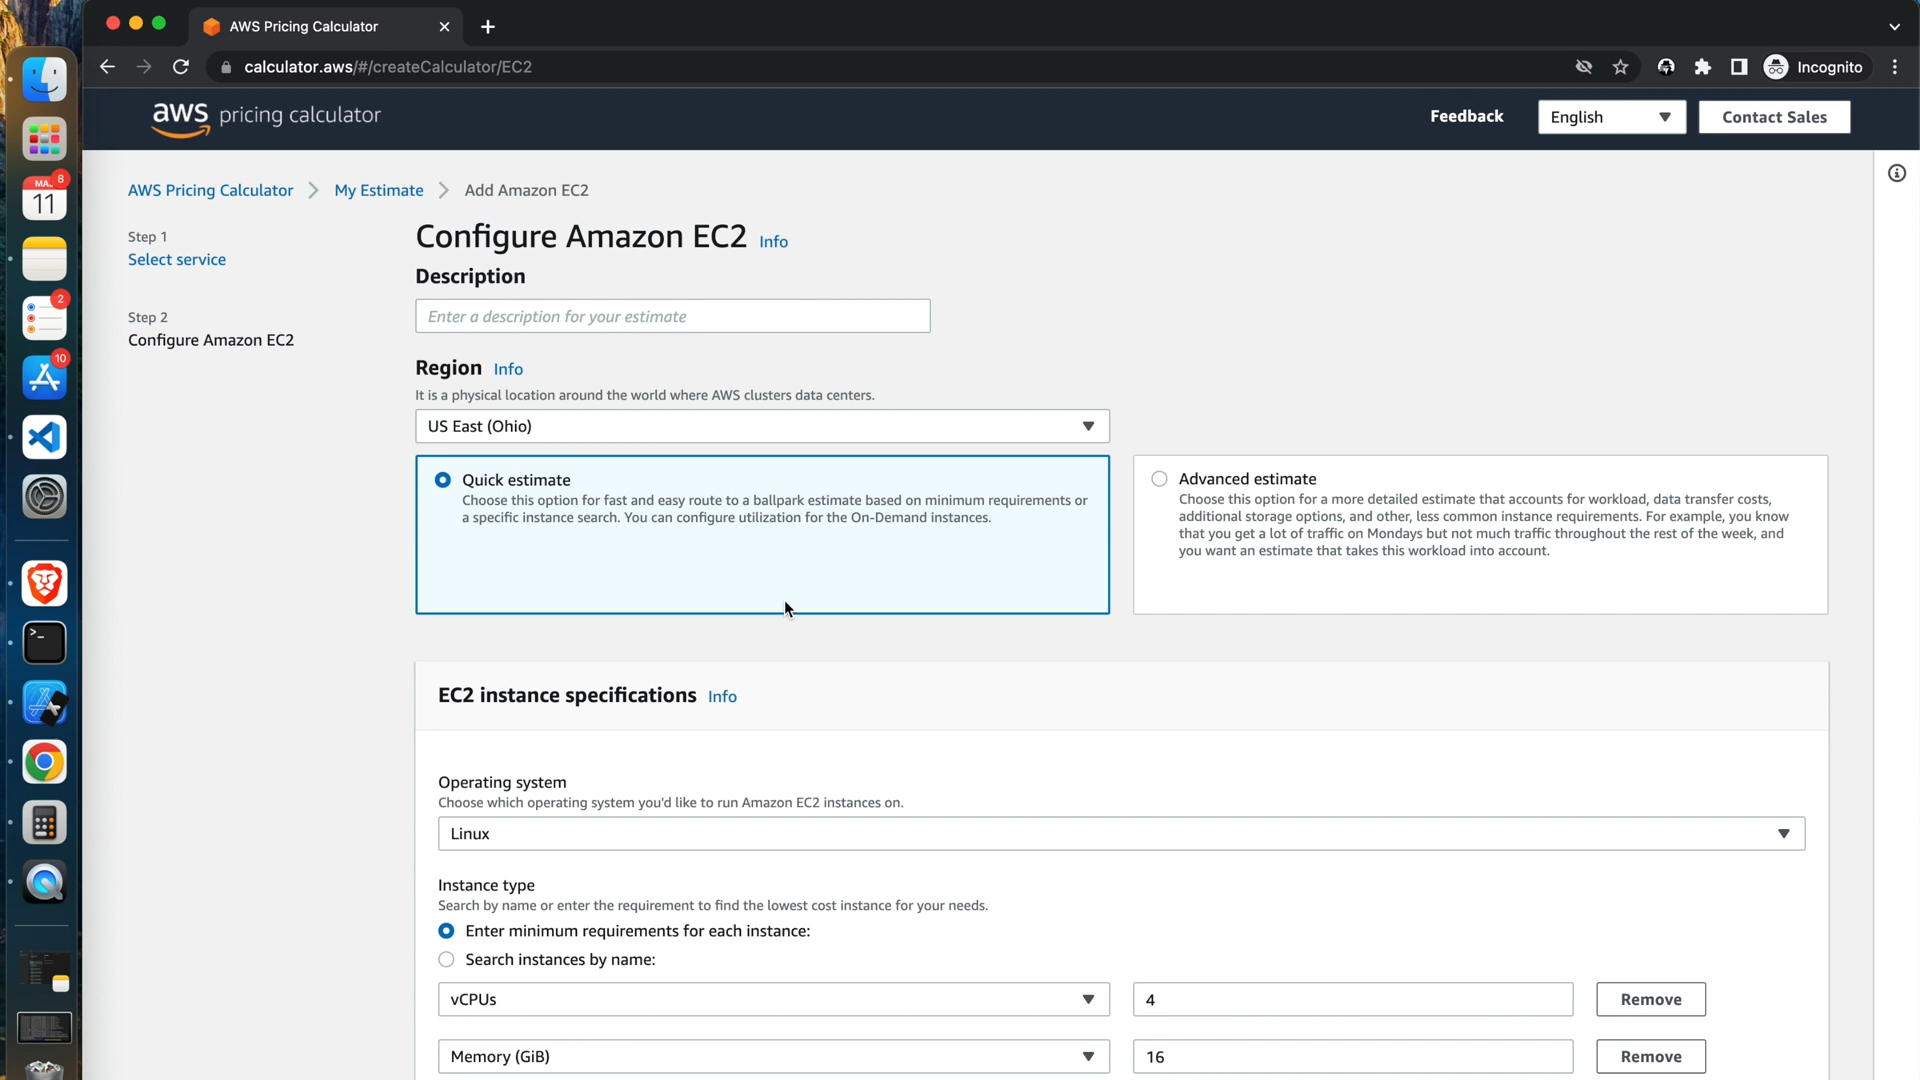 AWS Pricing Calculator
calculator.aws/#/createCalculator/EC2
Incognito
aws pricing calculator
Feedback
English
Contact Sales
AWS Pricing Calculator
My Estimate
Add Amazon EC2
Step 1
Select service
Step 2
Configure Amazon EC2
Configure Amazon EC2 Info
Description
Enter a description for your estimate
Region Info
It is a physical location around the world where AWS clusters data centers.
US East (Ohio)
Quick estimate
Choose this option for fast and easy route to a ballpark estimate based on minimum requirements or
a specific instance search. You can configure utilization for the On-Demand instances.
Advanced estimate
Choose this option for a more detailed estimate that accounts for workload, data transfer costs,
additional storage options, and other, less common instance requirements. For example, you know
that you get a lot of traffic on Mondays but not much traffic throughout the rest of the week, and
you want an estimate that takes this workload into account.
EC2 instance specifications Info
Operating system
Choose which operating system you'd like to run Amazon EC2 instances on.
Linux
Instance type
Search by name or enter the requirement to find the lowest cost instance for your needs.
Enter minimum requirements for each instance:
Search instances by name:
vCPUs
4
Remove
Memory (GiB)
16
Remove
8
11
2
10